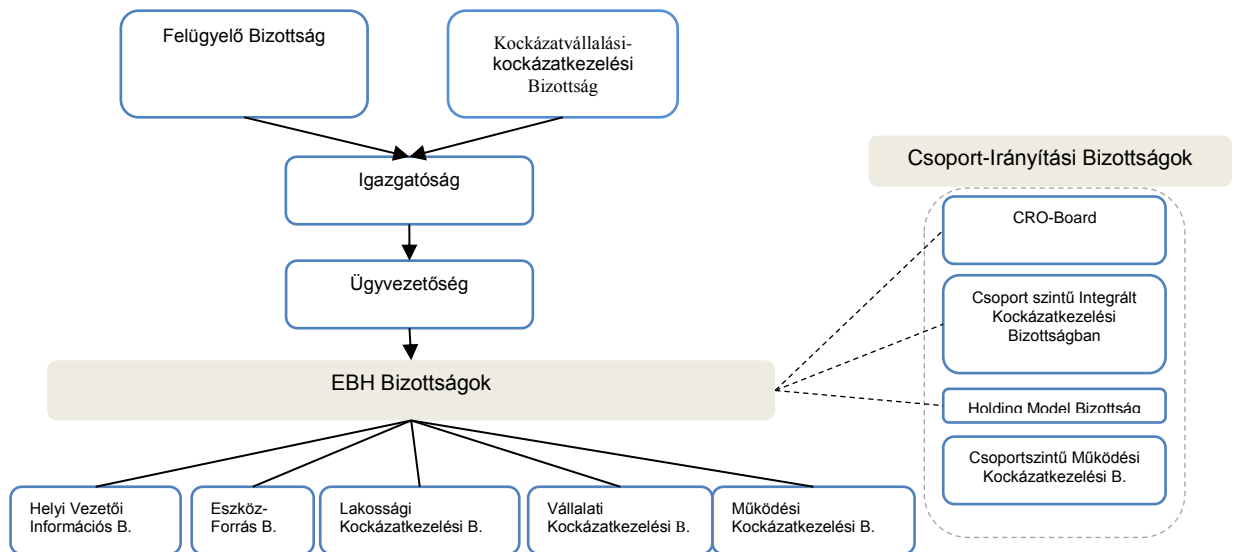 Felügyelő Bizottság
Kockázatvállalási-
kockázatkezelési
Bizottság
Igazgatóság
Ügyvezetőség
EBH Bizottságok
Helyi Vezetői
Információs B.
Eszköz-
Forrás B.
Lakossági
Kockázatkezelési B.
Vállalati
Kockázatkezelési B.
Működési
Kockázatkezelési B.
Csoport-Irányítási Bizottságok
CRO-Board
Csoport szintű Integrált
Kockázatkezelési
Bizottságban
Holding Model Bizottság
Csoportszintű Működési
Kockázatkezelési B.